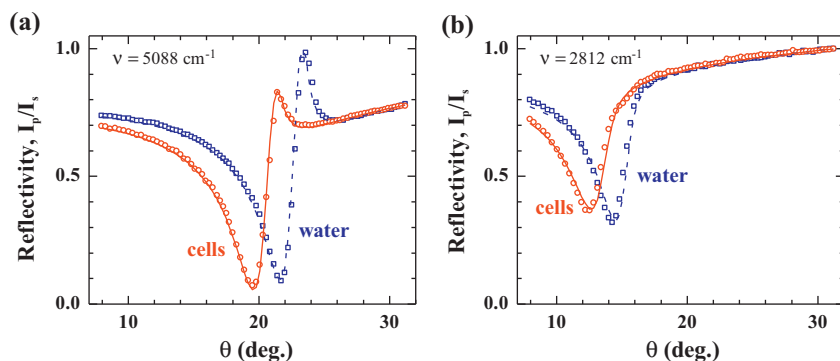 (a)
ν = 5088 cm⁻¹
Reflectivity, Iₚ/Iₛ
1.0
0.5
0.0
cells
water
10
20
30
θ (deg.)
(b)
ν = 2812 cm⁻¹
Reflectivity, Iₚ/Iₛ
1.0
0.5
0.0
cells
water
10
20
30
θ (deg.)